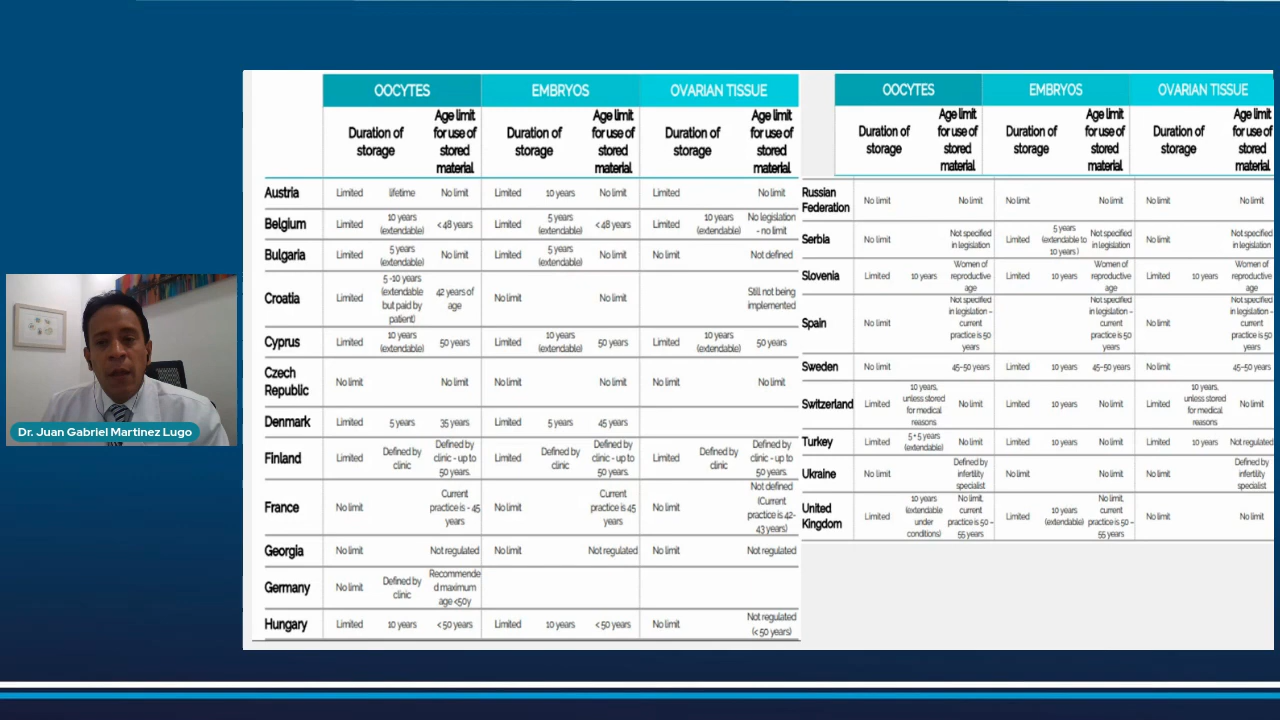 OOCYTES EMBRYOS OVARIAN TISSUE
Duration of storage Age limit for use of stored material Duration of storage Age limit for use of stored material Duration of storage Age limit for use of stored material
Austria Limited lifetime No limit Limited 10 years No limit Limited No limit
Belgium Limited 10 years (extendable) <48 years Limited 5 years (extendable) <48 years Limited 10 years (extendable) No legislation - no limit
Bulgaria Limited 5 years (extendable) No limit Limited 5 years (extendable) No limit No limit Not defined
Croatia Limited 5 -10 years (extendable but paid by patient) 42 years of age No limit No limit Still not being implemented
Cyprus Limited 10 years (extendable) 50 years Limited 10 years (extendable) 50 years Limited 10 years (extendable) 50 years
Czech Republic No limit No limit No limit No limit No limit No limit
Denmark Limited 5 years 35 years Limited 5 years 45 years
Finland Limited Defined by clinic Defined by clinic - up to 50 years. Limited Defined by clinic Defined by clinic - up to 50 years. Limited Defined by clinic Defined by clinic - up to 50 years.
France No limit Current practice is - 45 years No limit Current practice is 45 years No limit Not defined (Current practice is 42-43 years)
Georgia No limit Not regulated No limit Not regulated No limit Not regulated
Germany No limit Defined by clinic Recommended maximum age <50y
Hungary Limited 10 years <50 years Limited 10 years <50 years No limit Not regulated (<50 years)
OOCYTES EMBRYOS OVARIAN TISSUE
Duration of storage Age limit for use of stored material Duration of storage Age limit for use of stored material Duration of storage Age limit for use of stored material
Russian Federation No limit No limit No limit No limit No limit No limit
Serbia No limit Not specified in legislation Limited 5 years (extendable to 10 years) Not specified in legislation No limit Not specified in legislation
Slovenia Limited 10 years Women of reproductive age Limited 10 years Women of reproductive age Limited 10 years Women of reproductive age
Spain No limit Not specified in legislation – current practice is 50 years No limit Not specified in legislation – current practice is 50 years No limit Not specified in legislation – current practice is 50 years
Sweden No limit 45–50 years Limited 10 years 45–50 years No limit 45–50 years
Switzerland Limited 10 years, unless stored for medical reasons No limit Limited 10 years No limit Limited 10 years, unless stored for medical reasons No limit
Turkey Limited 5 + 5 years (extendable) No limit Limited 10 years No limit Limited 10 years Not regulated
Ukraine No limit Defined by infertility specialist No limit No limit No limit Defined by infertility specialist
United Kingdom Limited 10 years (extendable under conditions) No limit, current practice is 50 – 55 years Limited 10 years (extendable) No limit, current practice is 50 – 55 years No limit No limit
Dr. Juan Gabriel Martinez Lugo